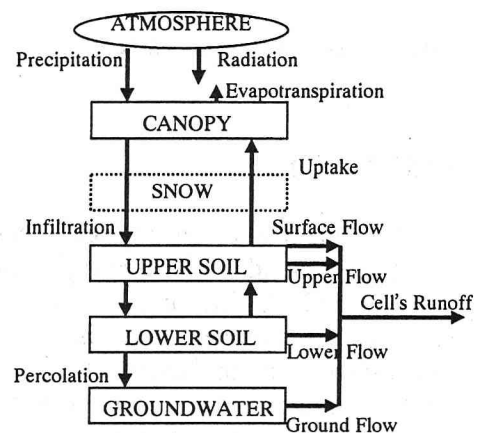 ATMOSPHERE
Precipitation
Radiation
Evapotranspiration
CANOPY
Uptake
SNOW
Infiltration
Surface Flow
UPPER SOIL
Upper Flow
Cell's Runoff
LOWER SOIL
Lower Flow
Percolation
GROUNDWATER
Ground Flow